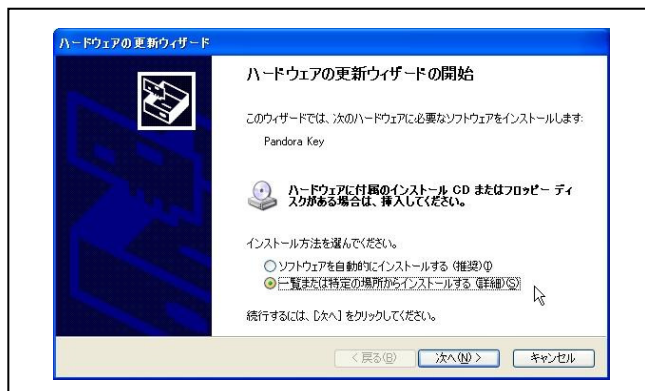 ハードウェアの更新ウィザード
ハードウェアの更新ウィザードの開始
このウィザードでは、次のハードウェアに必要なソフトウェアをインストールします:
Pandora Key
ハードウェアに付属のインストール CD またはフロッピー ディ
スクがある場合は、挿入してください。
インストール方法を選んでください。
ソフトウェアを自動的にインストールする (推奨)(I)
一覧または特定の場所からインストールする (詳細)(S)
続行するには、[次へ] をクリックしてください。
< 戻る(B) 次へ(N) > キャンセル